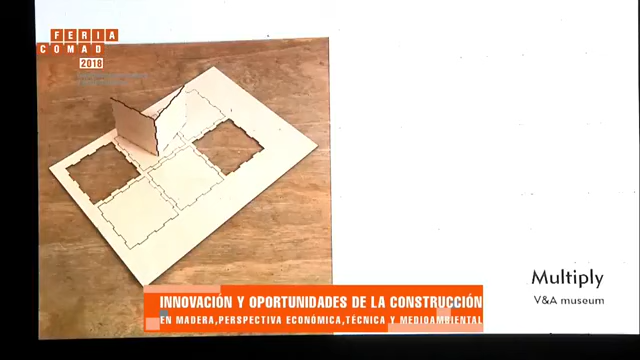 FERIA
COMAD
2018
Multiply
V&A museum
INNOVACIÓN Y OPORTUNIDADES DE LA CONSTRUCCIÓN
EN MADERA,PERSPECTIVA ECONÓMICA,TÉCNICA Y MEDIOAMBIENTAL